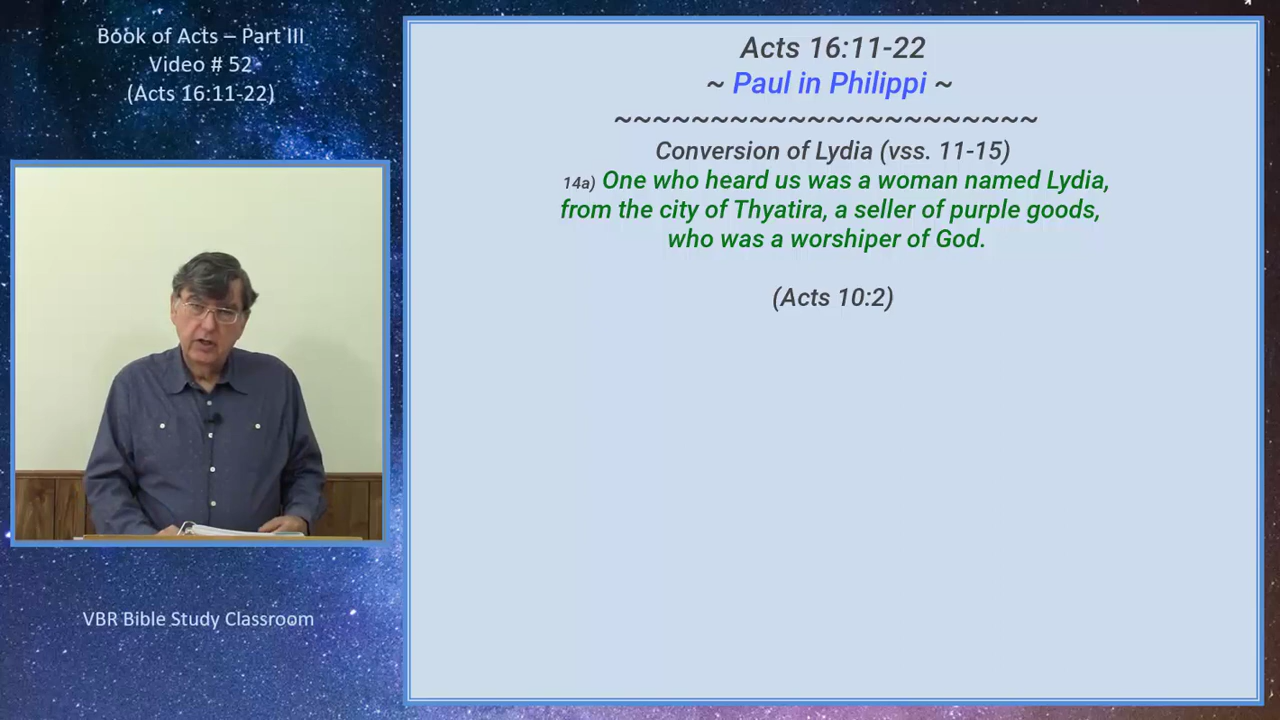 Book of Acts – Part III
Video # 52
(Acts 16:11-22)
Acts 16:11-22
~ Paul in Philippi ~
~~~~~~~~~~~~~~~~~~~~~~
Conversion of Lydia (vss. 11-15)
14a) One who heard us was a woman named Lydia,
from the city of Thyatira, a seller of purple goods,
who was a worshiper of God.
(Acts 10:2)
VBR Bible Study Classroom